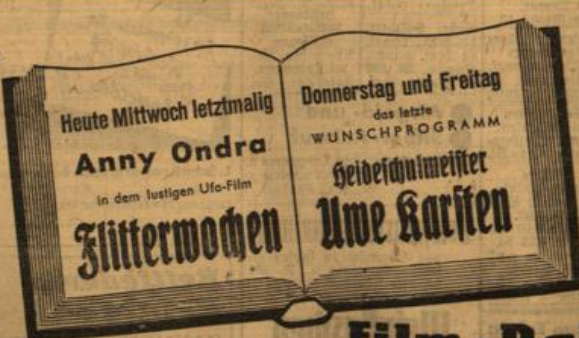 Heute Mittwoch letztmalig
Anny Ondra
in dem lustigen Ufa-Film
Flitterwochen
Donnerstag und Freitag
das letzte
WUNSCHPROGRAMM
Heideschulmeister
Uwe Karsten
Film